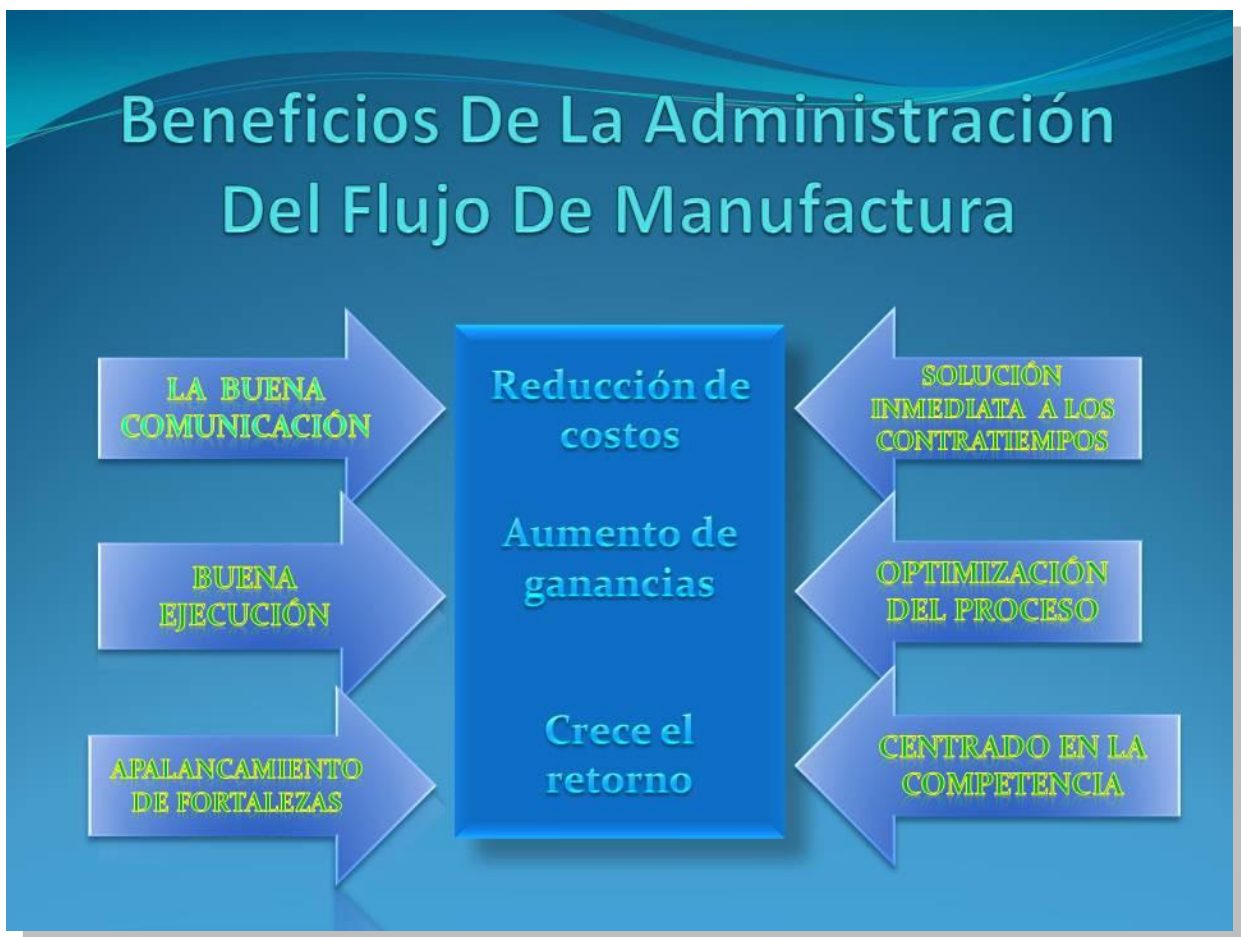 Beneficios De La Administración
Del Flujo De Manufactura
LA BUENA
COMUNICACIÓN
BUENA
EJECUCIÓN
APALANCAMIENTO
DE FORTALEZAS
Reducción de
costos
Aumento de
ganancias
Crece el
retorno
SOLUCIÓN
INMEDIATA A LOS
CONTRATIEMPOS
OPTIMIZACIÓN
DEL PROCESO
CENTRADO EN LA
COMPETENCIA